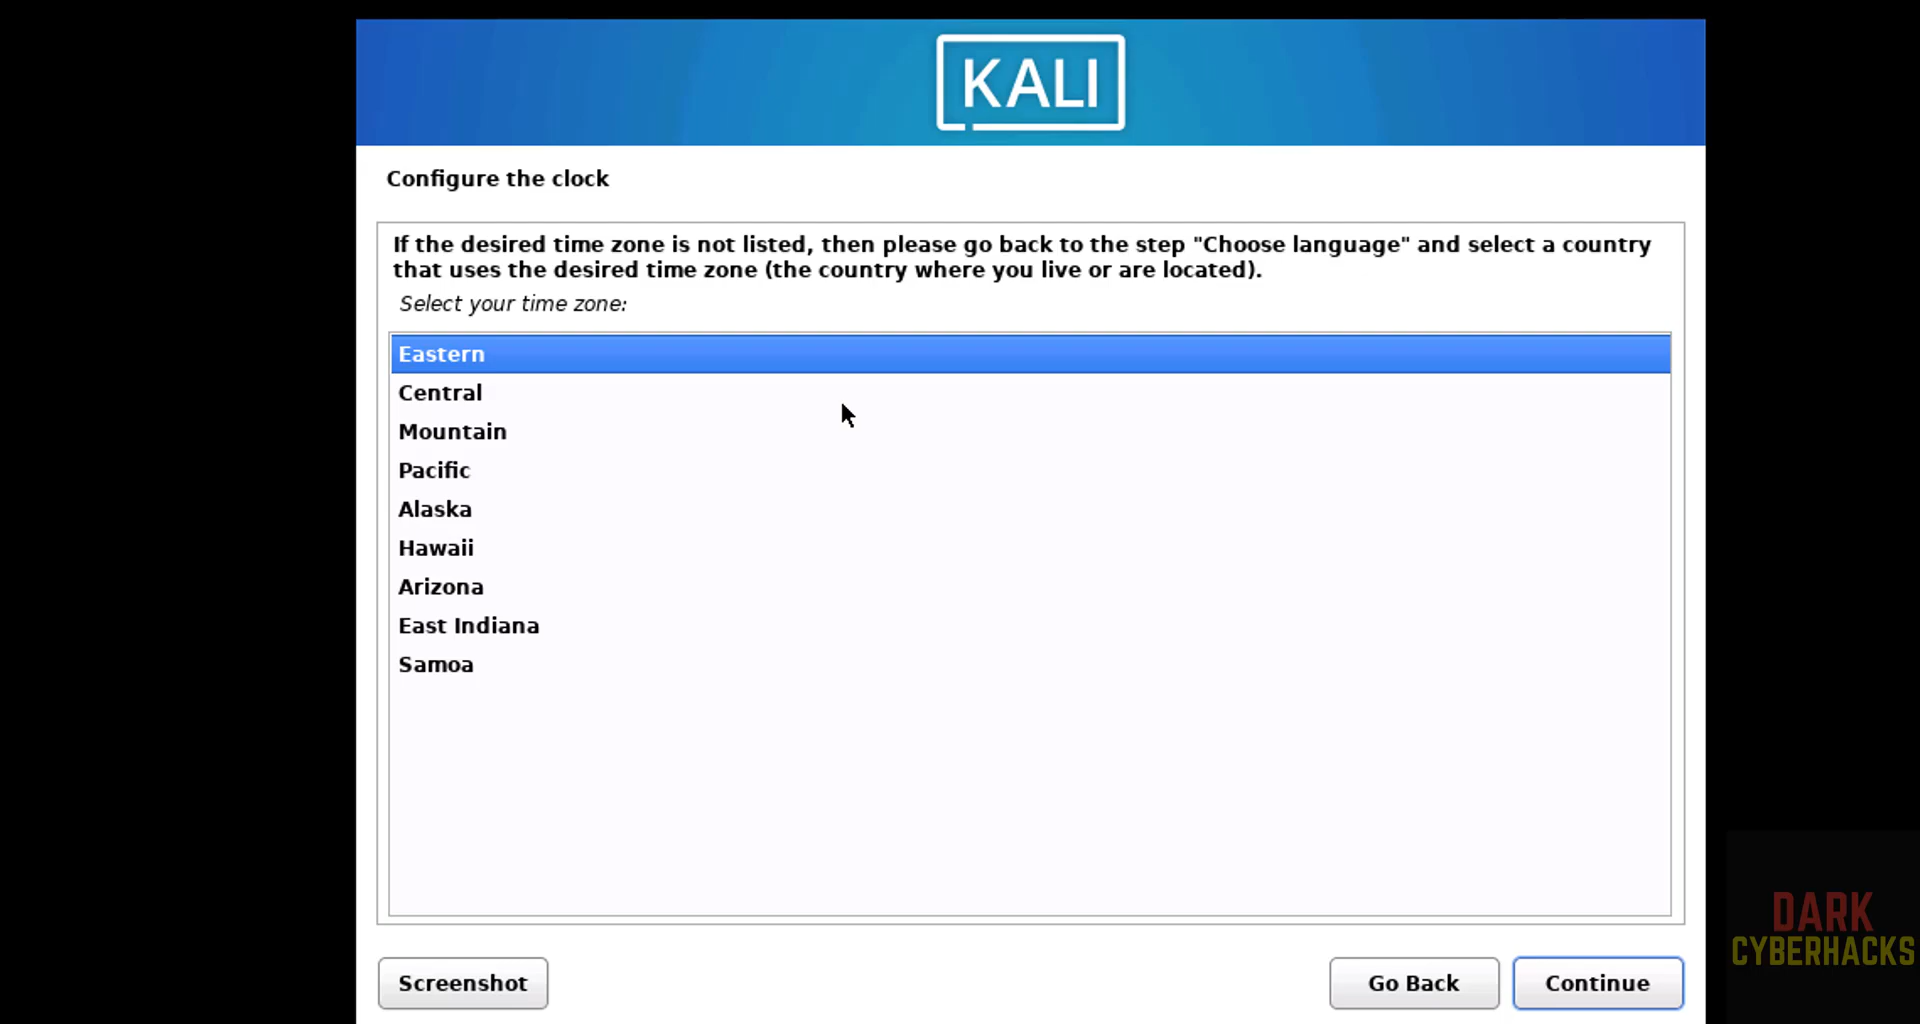 KALI
Configure the clock
If the desired time zone is not listed, then please go back to the step "Choose language" and select a country
that uses the desired time zone (the country where you live or are located).
Select your time zone:
Eastern
Central
Mountain
Pacific
Alaska
Hawaii
Arizona
East Indiana
Samoa
Screenshot
Go Back
Continue
DARK
CYBERHACKS